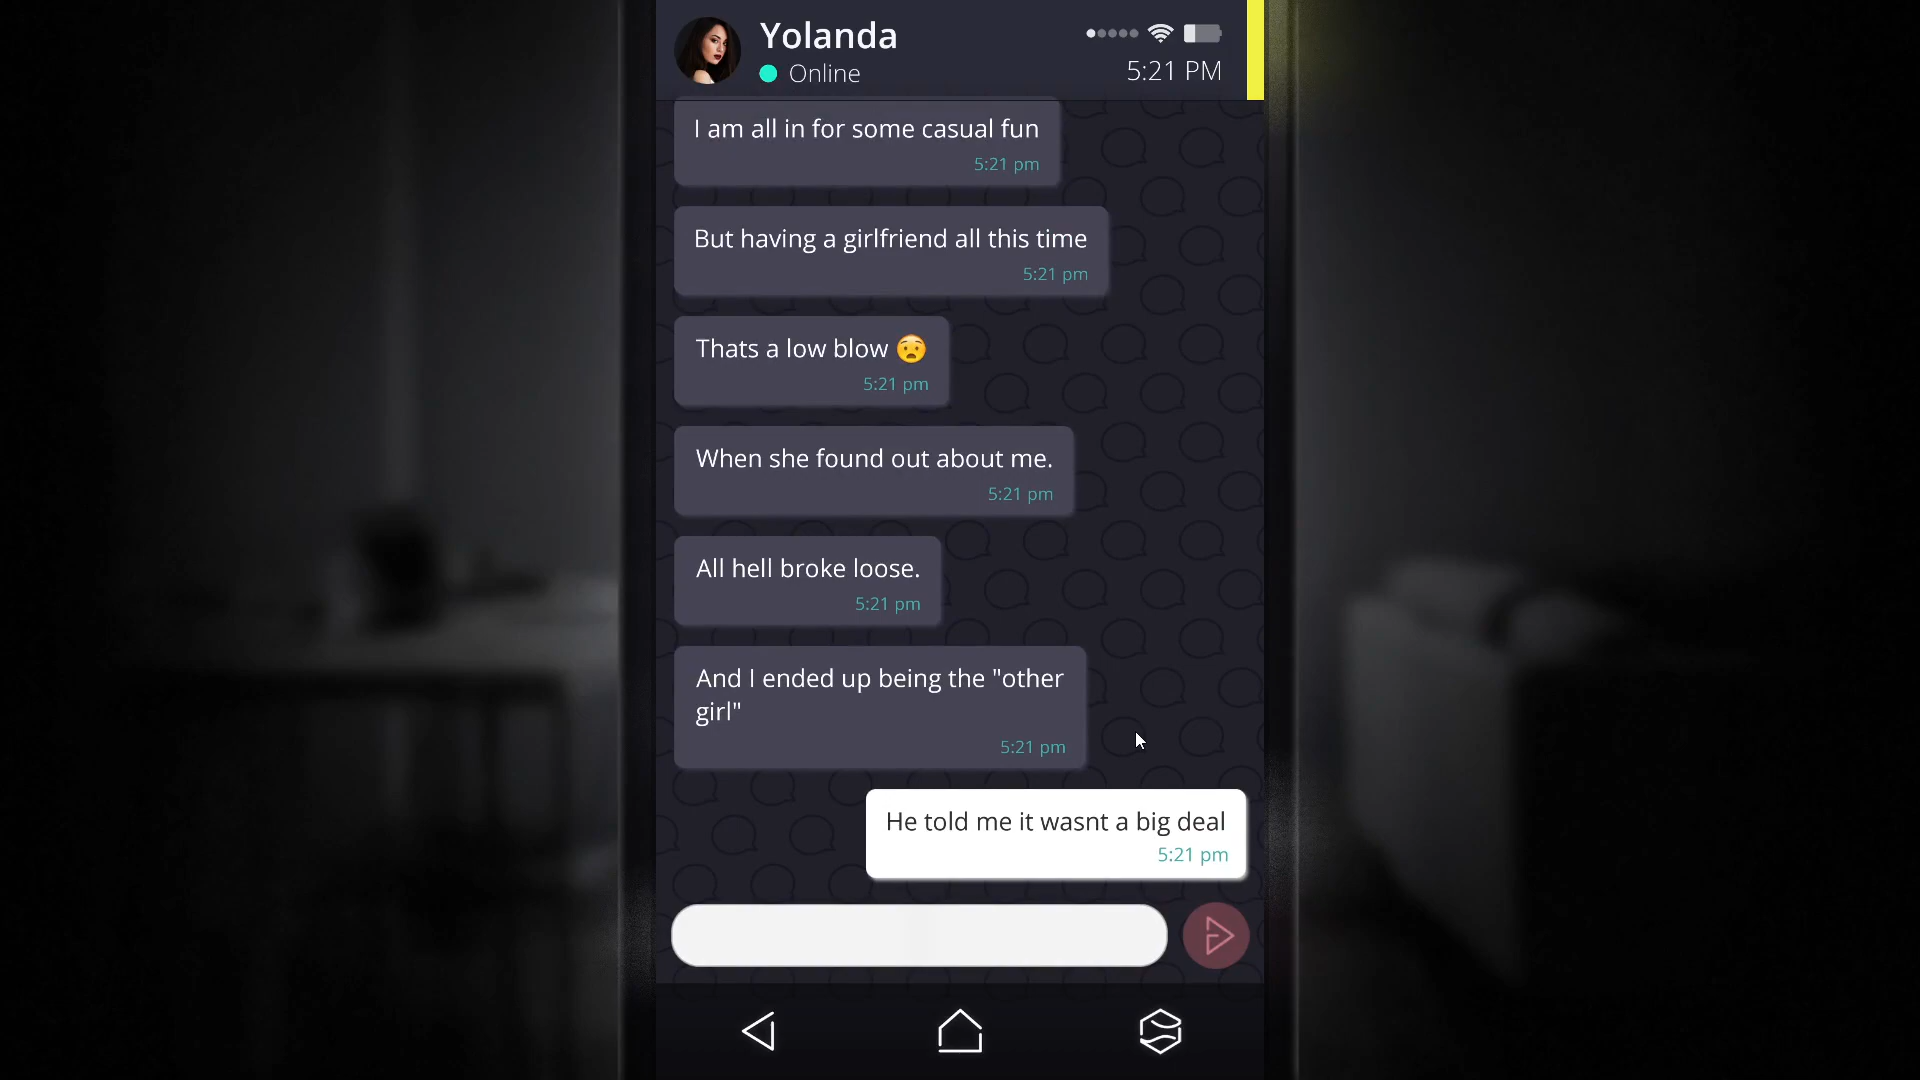 Yolanda
Online
5:21 PM
I am all in for some casual fun
5:21 pm
But having a girlfriend all this time
5:21 pm
Thats a low blow 😧
5:21 pm
When she found out about me.
5:21 pm
All hell broke loose.
5:21 pm
And I ended up being the "other
girl"
5:21 pm
He told me it wasnt a big deal
5:21 pm